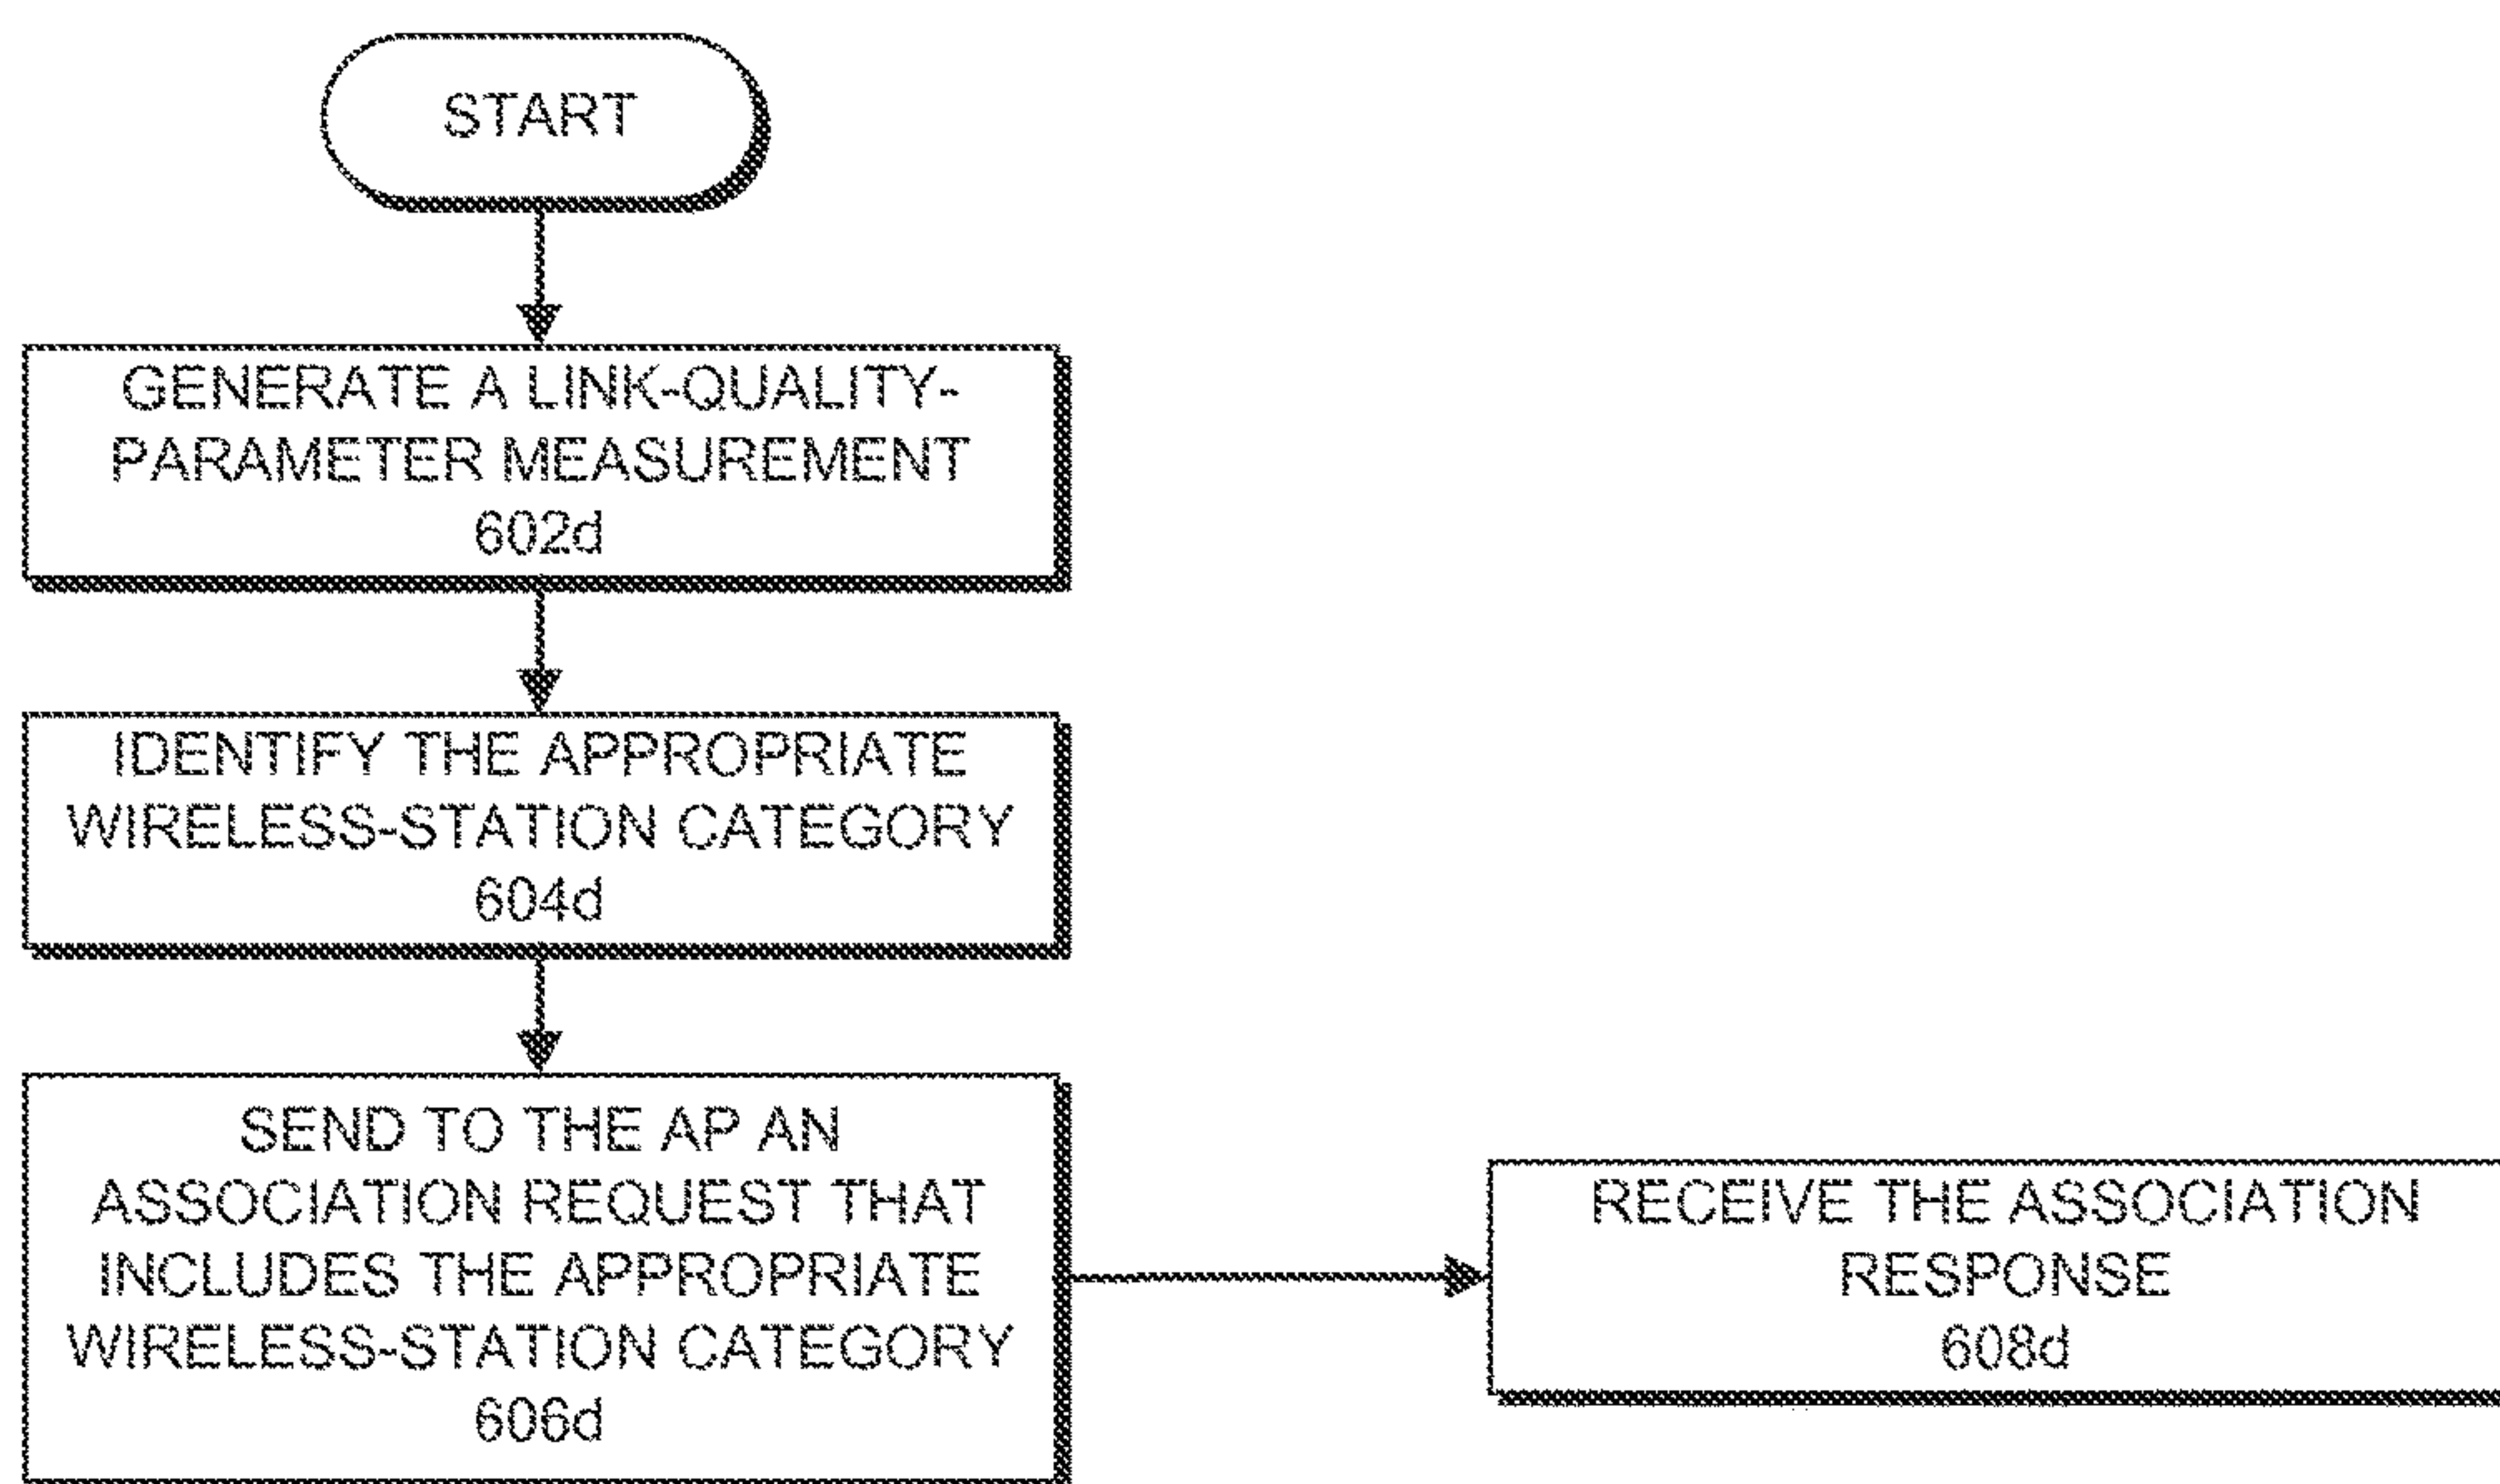 START
GENERATE A LINK-QUALITY-
PARAMETER MEASUREMENT
602d
IDENTIFY THE APPROPRIATE
WIRELESS-STATION CATEGORY
604d
SEND TO THE AP AN
ASSOCIATION REQUEST THAT
INCLUDES THE APPROPRIATE
WIRELESS-STATION CATEGORY
606d
RECEIVE THE ASSOCIATION
RESPONSE
608d